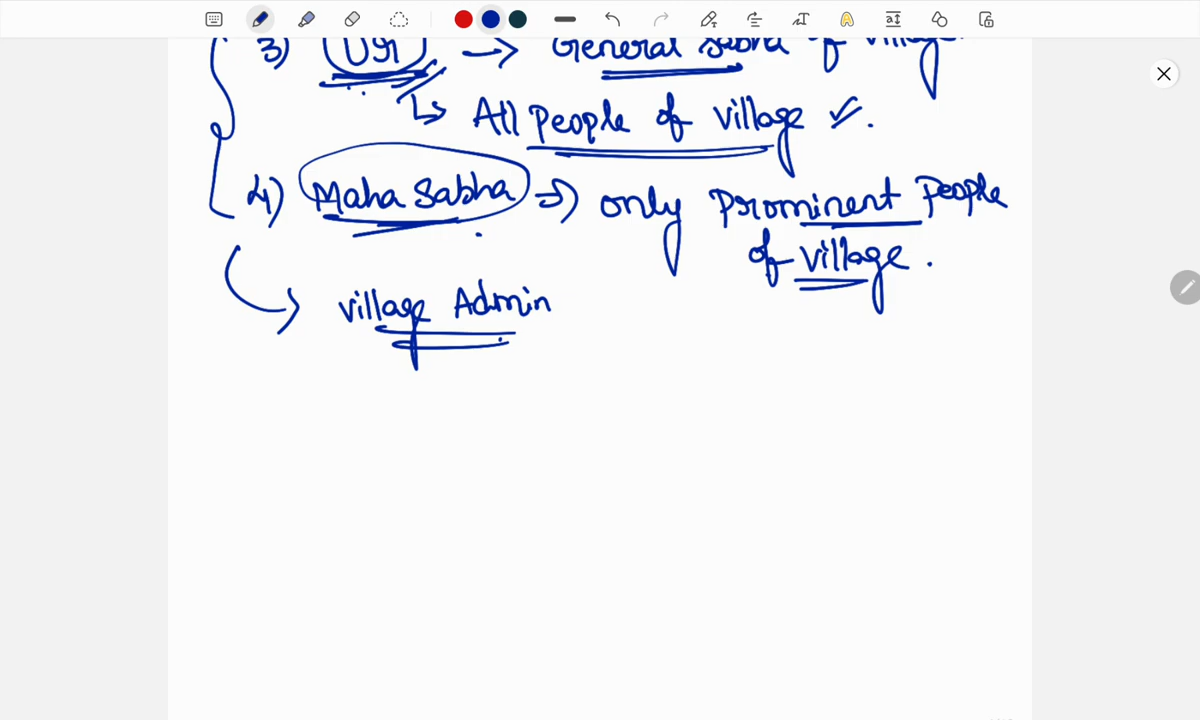 3) Usr → General Sabha of Village.
↳ All People of village ✓.
4) Maha Sabha ⇒ only Prominent People
of village.
→ village Admin